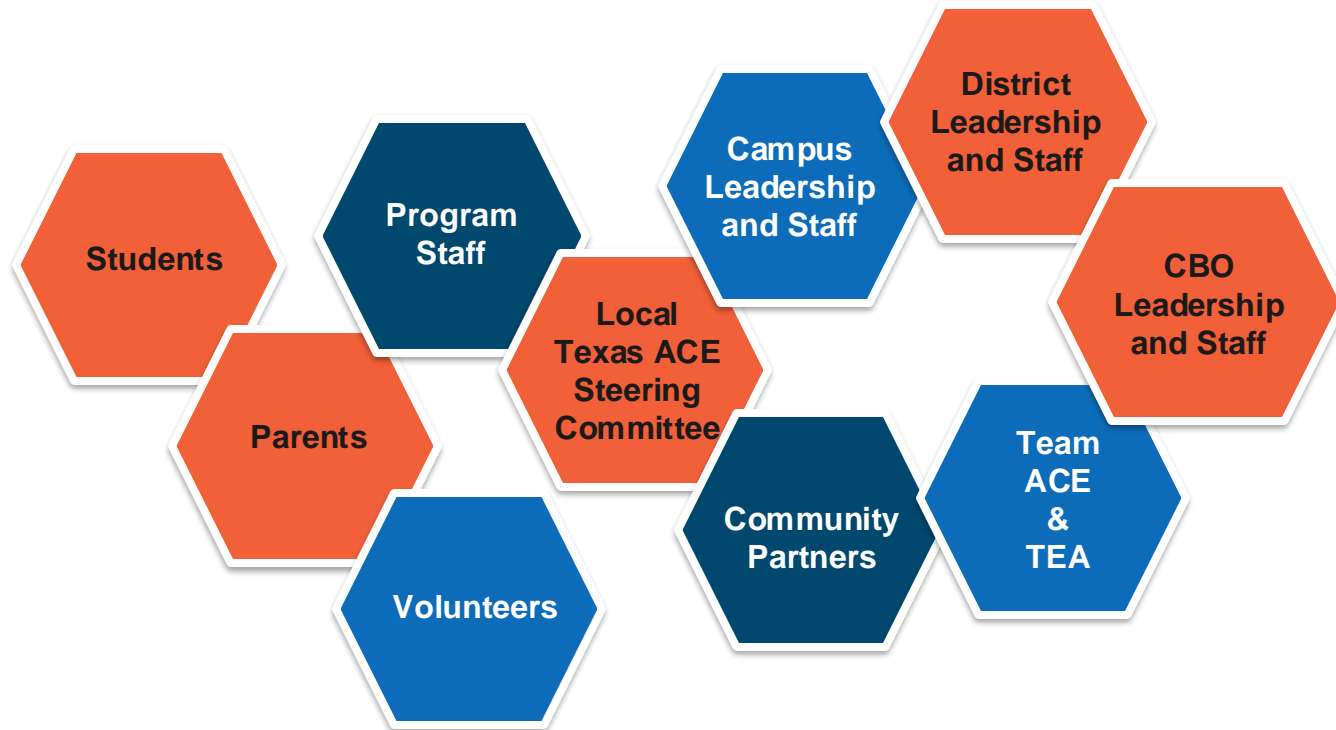 Students
Parents
Volunteers
Program
Staff
Local
Texas ACE
Steering
Committee
Campus
Leadership
and Staff
District
Leadership
and Staff
CBO
Leadership
and Staff
Community
Partners
Team
ACE
&
TEA